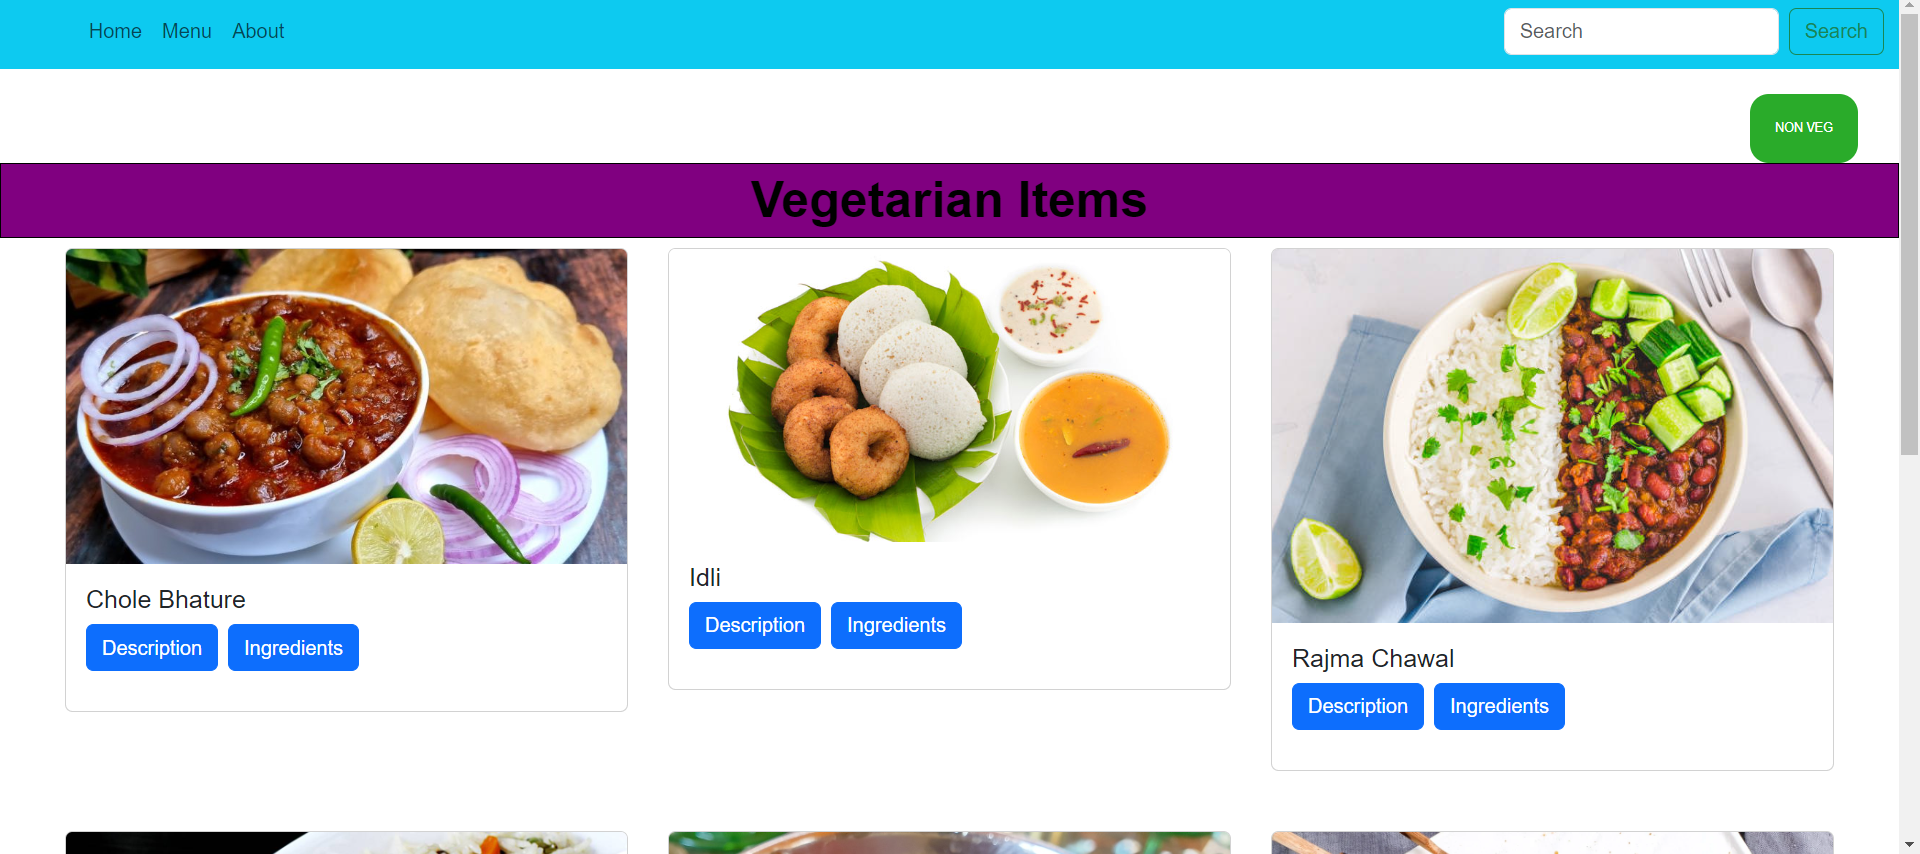 Home Menu About Search Search
NON VEG
Vegetarian Items
Chole Bhature
Description Ingredients
Idli
Description Ingredients
Rajma Chawal
Description Ingredients